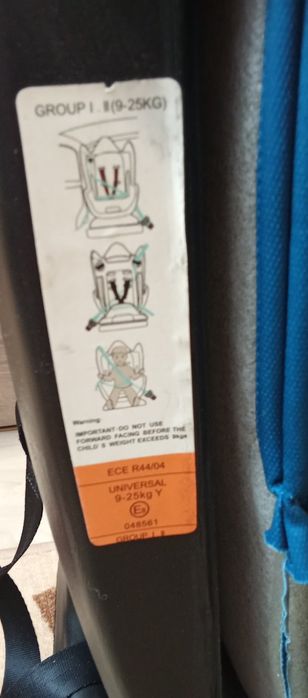 GROUP I . II (9-25KG)
Warning:
IMPORTANT-DO NOT USE
FORWARD FACING BEFORE THE
CHILD'S WEIGHT EXCEEDS 9kgs
ECE R44/04
UNIVERSAL
9-25kg Y
048561
GROUP I . II